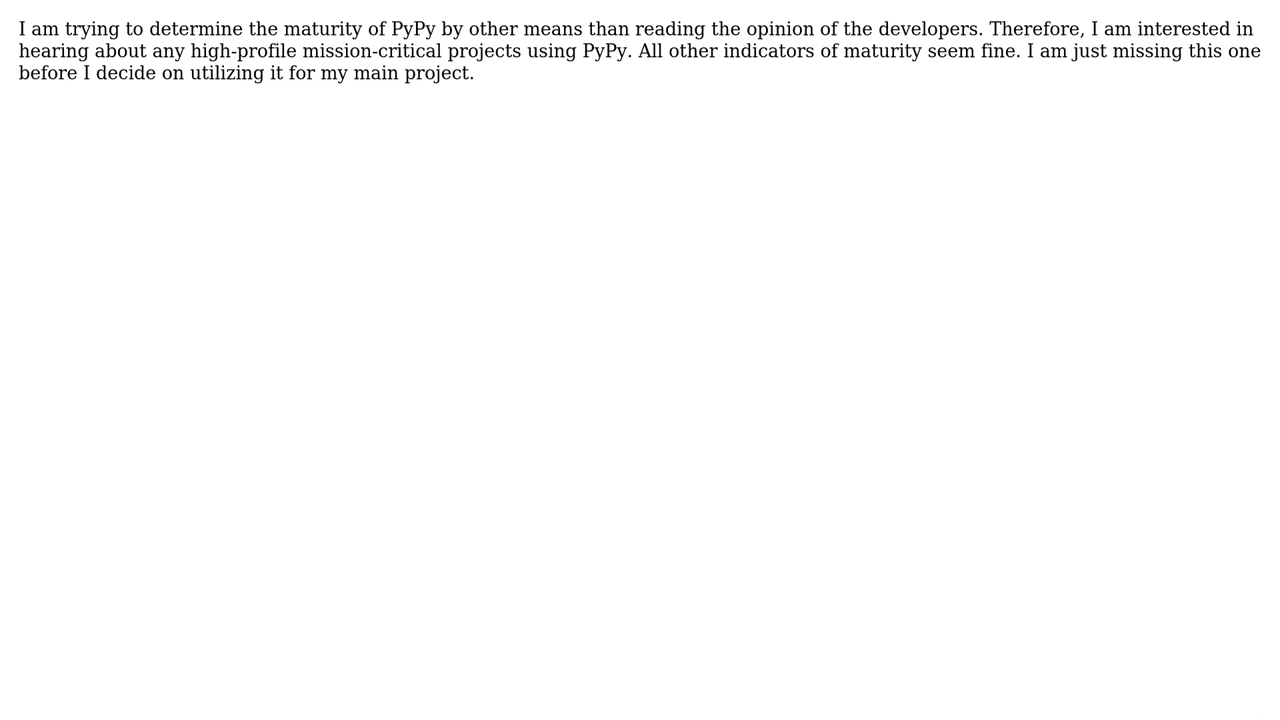 I am trying to determine the maturity of PyPy by other means than reading the opinion of the developers. Therefore, I am interested in
hearing about any high-profile mission-critical projects using PyPy. All other indicators of maturity seem fine. I am just missing this one
before I decide on utilizing it for my main project.